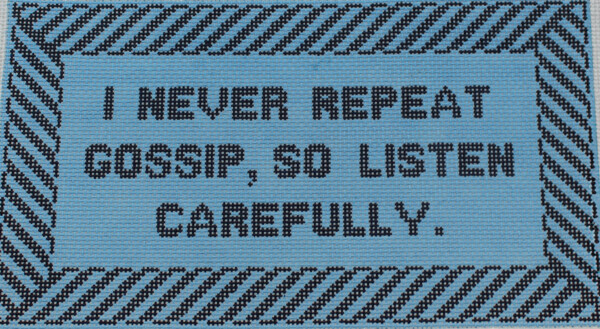 I NEVER REPEAT
GOSSIP, SO LISTEN
CAREFULLY.